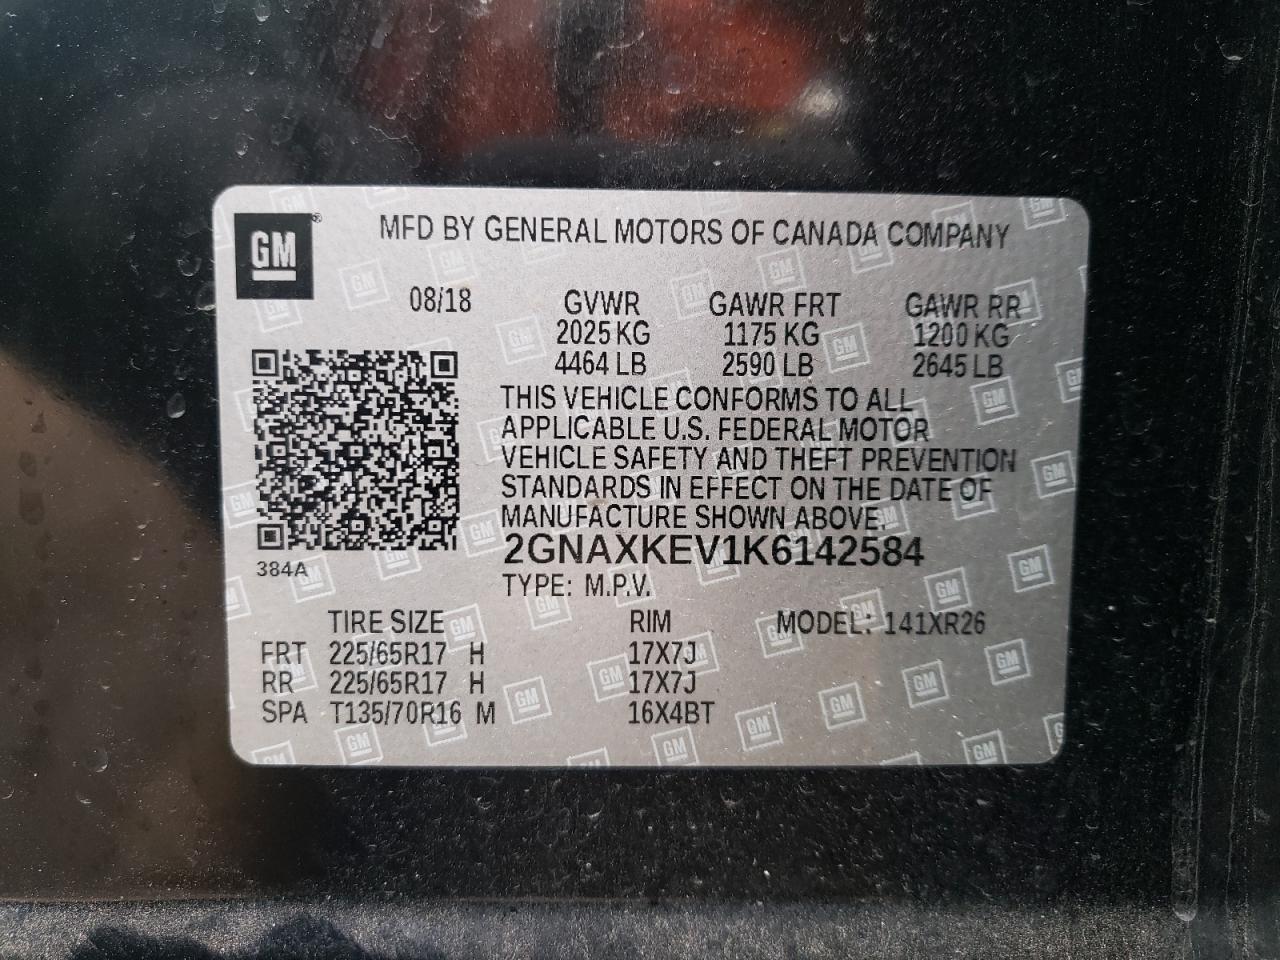 GM®
MFD BY GENERAL MOTORS OF CANADA COMPANY
08/18 GVWR GAWR FRT GAWR RR
2025 KG 1175 KG 1200 KG
4464 LB 2590 LB 2645 LB
THIS VEHICLE CONFORMS TO ALL
APPLICABLE U.S. FEDERAL MOTOR
VEHICLE SAFETY AND THEFT PREVENTION
STANDARDS IN EFFECT ON THE DATE OF
MANUFACTURE SHOWN ABOVE.
2GNAXKEV1K6142584
384A
TYPE: M.P.V.
TIRE SIZE RIM MODEL: 141XR26
FRT 225/65R17 H 17X7J
RR 225/65R17 H 17X7J
SPA T135/70R16 M 16X4BT